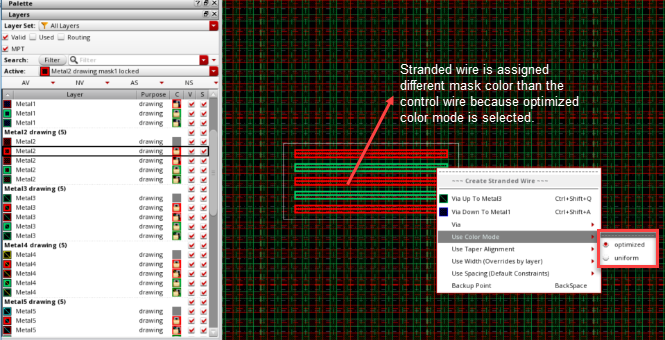 Palette
Layers
Layer Set: All Layers
Valid Used Routing
MPT
Search: Filter Filter
Active: Metal2 drawing mask1 locked
AV NV AS NS
Layer Purpose C V S
Metal1 drawing
Metal1 drawing
Metal1 drawing
Metal2 drawing (5)
Metal2 drawing
Metal2 drawing
Metal2 drawing
Metal2 drawing
Metal2 drawing
Metal3 drawing (5)
Metal3 drawing
Metal3 drawing
Metal3 drawing
Metal3 drawing
Metal3 drawing
Metal4 drawing (5)
Metal4 drawing
Metal4 drawing
Metal4 drawing
Metal4 drawing
Metal4 drawing
Metal5 drawing (5)
Metal5 drawing
Metal5 drawing
Metal5 drawing
Stranded wire is assigned
different mask color than the
control wire because optimized
color mode is selected.
--- Create Stranded Wire ---
Via Up To Metal3 Ctrl+Shift+Q
Via Down To Metal1 Ctrl+Shift+A
Via
Use Color Mode
Use Taper Alignment
Use Width (Overrides by layer)
Use Spacing (Default Constraints)
Backup Point BackSpace
optimized
uniform